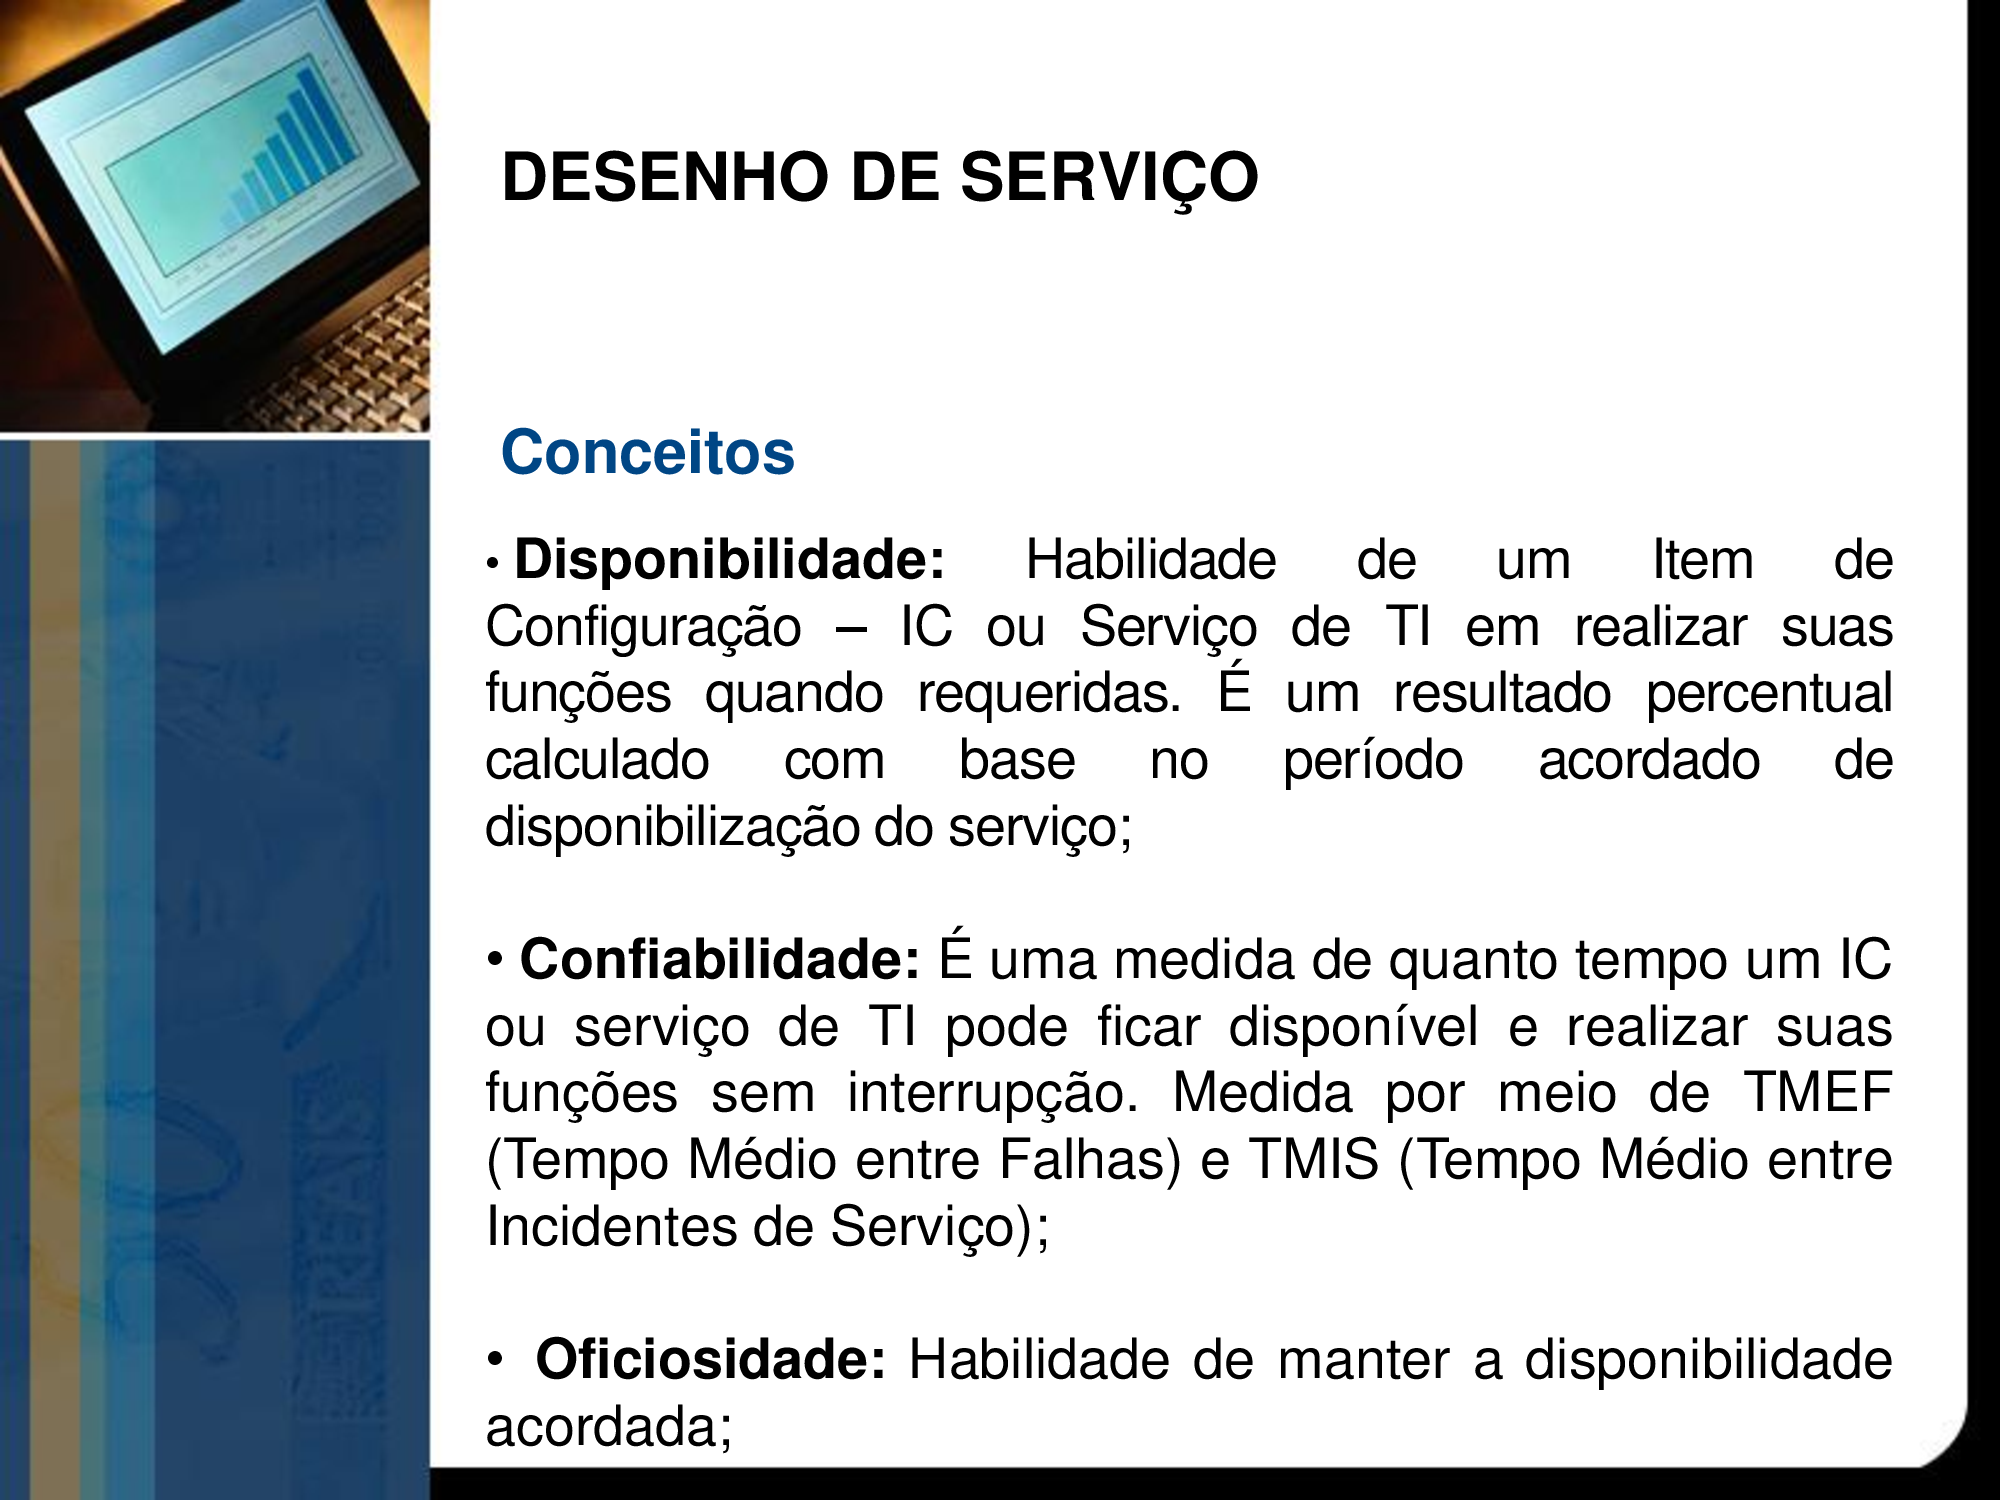 DESENHO DE SERVIÇO
Conceitos
• Disponibilidade: Habilidade de um Item de
Configuração – IC ou Serviço de TI em realizar suas
funções quando requeridas. É um resultado percentual
calculado com base no período acordado de
disponibilização do serviço;
• Confiabilidade: É uma medida de quanto tempo um IC
ou serviço de TI pode ficar disponível e realizar suas
funções sem interrupção. Medida por meio de TMEF
(Tempo Médio entre Falhas) e TMIS (Tempo Médio entre
Incidentes de Serviço);
• Oficiosidade: Habilidade de manter a disponibilidade
acordada;
REAIS